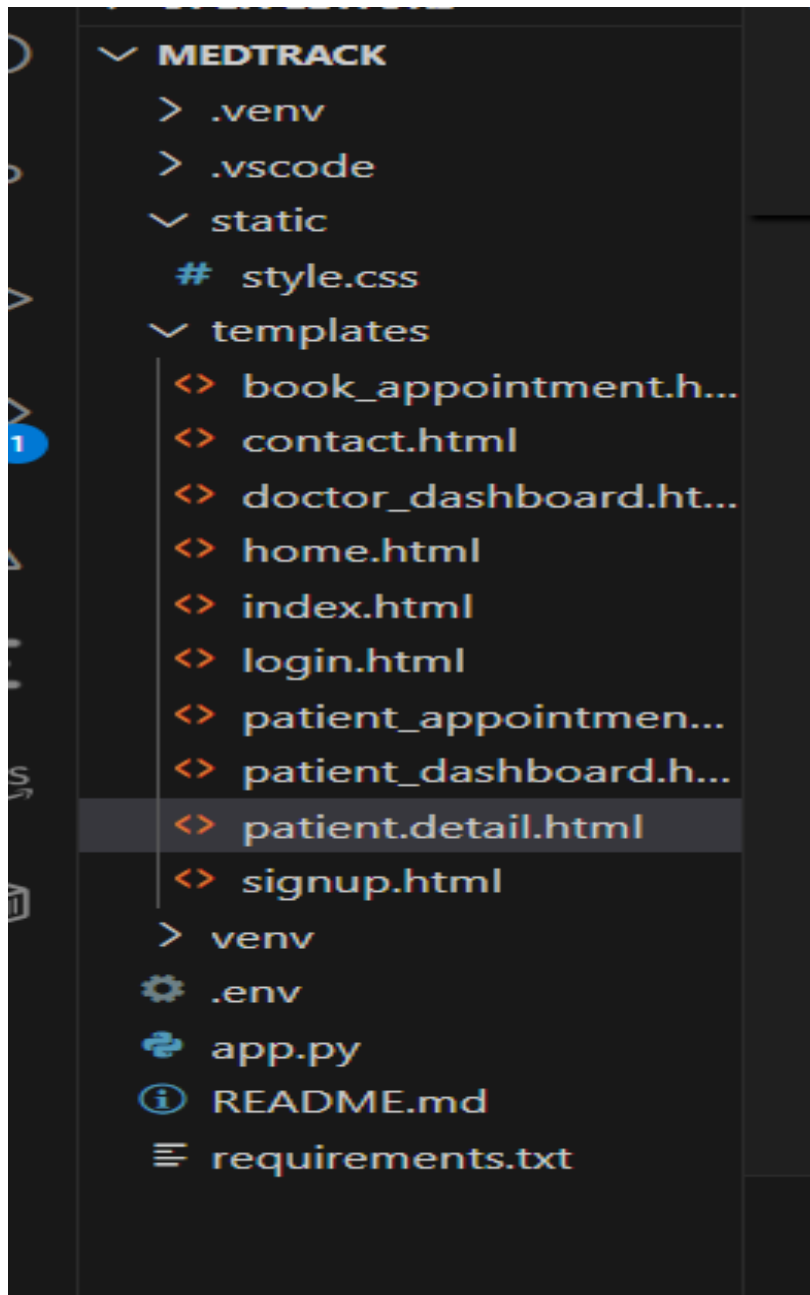 MEDTRACK
.venv
.vscode
static
# style.css
templates
<> book_appointment.h...
<> contact.html
<> doctor_dashboard.ht...
<> home.html
<> index.html
<> login.html
<> patient_appointmen...
<> patient_dashboard.h...
<> patient.detail.html
<> signup.html
venv
.env
app.py
README.md
requirements.txt
1